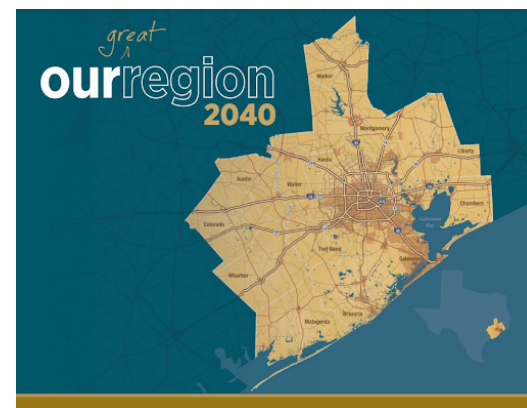 great
ourregion
2040
Walker
Montgomery
Liberty
Harris
Austin
Waller
Chambers
Galveston
Bay
Colorado
Fort Bend
Galveston
Wharton
Brazoria
Matagorda